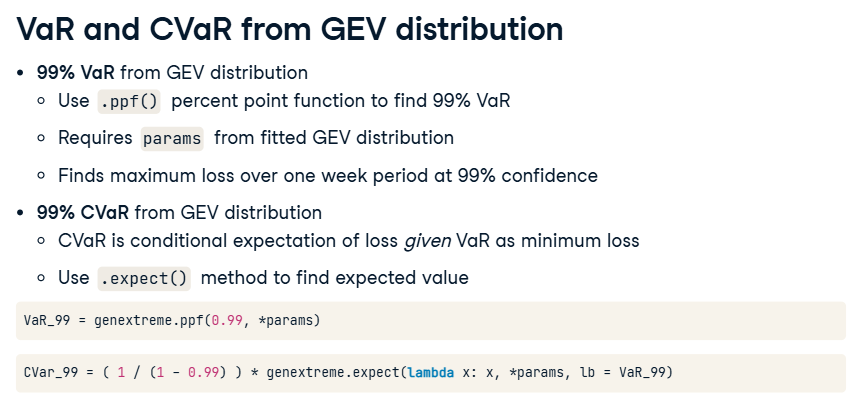 VaR and CVaR from GEV distribution
• 99% VaR from GEV distribution
○ Use .ppf() percent point function to find 99% VaR
○ Requires params from fitted GEV distribution
○ Finds maximum loss over one week period at 99% confidence
• 99% CVaR from GEV distribution
○ CVaR is conditional expectation of loss given VaR as minimum loss
○ Use .expect() method to find expected value
VaR_99 = genextreme.ppf(0.99, *params)
CVar_99 = ( 1 / (1 - 0.99) ) * genextreme.expect(lambda x: x, *params, lb = VaR_99)